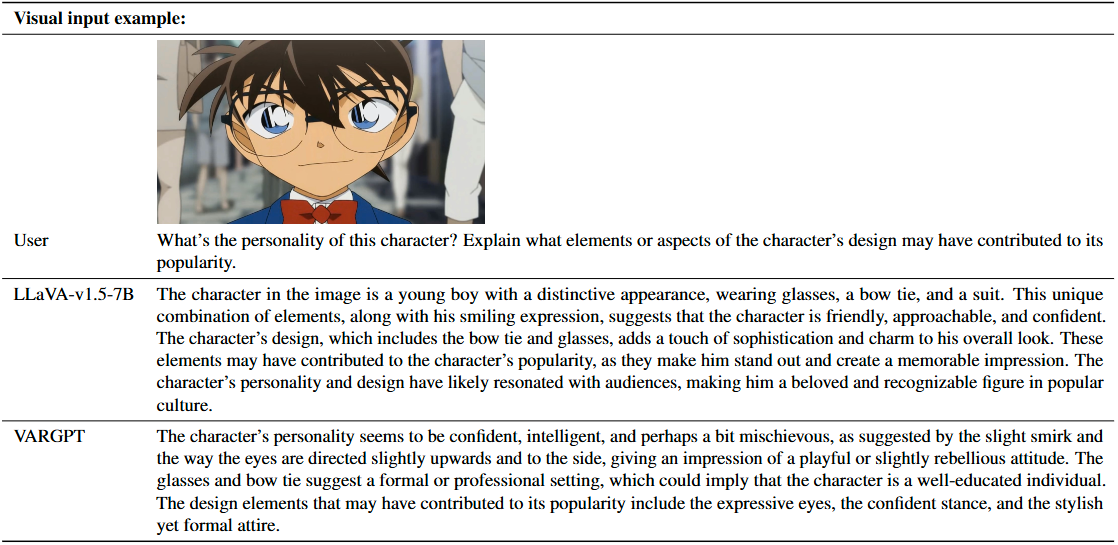 Visual input example:
User
What's the personality of this character? Explain what elements or aspects of the character's design may have contributed to its
popularity.
LLaVA-v1.5-7B
The character in the image is a young boy with a distinctive appearance, wearing glasses, a bow tie, and a suit. This unique
combination of elements, along with his smiling expression, suggests that the character is friendly, approachable, and confident.
The character's design, which includes the bow tie and glasses, adds a touch of sophistication and charm to his overall look. These
elements may have contributed to the character's popularity, as they make him stand out and create a memorable impression. The
character's personality and design have likely resonated with audiences, making him a beloved and recognizable figure in popular
culture.
VARGPT
The character's personality seems to be confident, intelligent, and perhaps a bit mischievous, as suggested by the slight smirk and
the way the eyes are directed slightly upwards and to the side, giving an impression of a playful or slightly rebellious attitude. The
glasses and bow tie suggest a formal or professional setting, which could imply that the character is a well-educated individual.
The design elements that may have contributed to its popularity include the expressive eyes, the confident stance, and the stylish
yet formal attire.